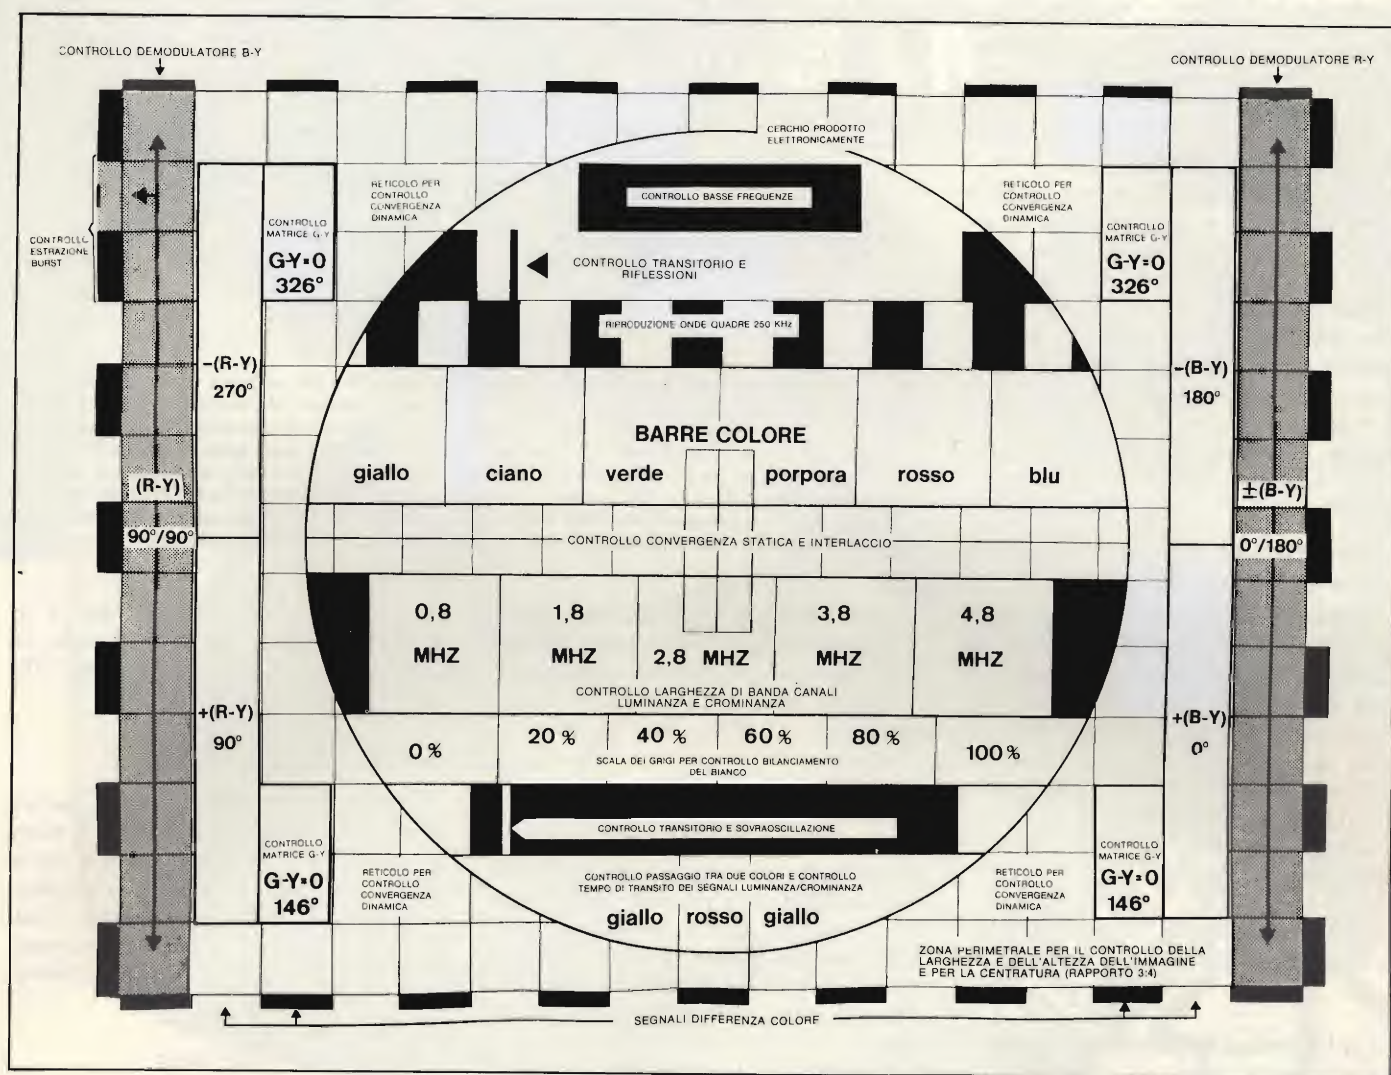 CONTROLLO DEMODULATORE B-Y
CONTROLLO DEMODULATORE R-Y
CERCHIO PRODOTTO
ELETTRONICAMENTE
RETICOLO PER
CONTROLLO
CONVERGENZA
DINAMICA
CONTROLLO BASSE FREQUENZE
RETICOLO PER
CONTROLLO
CONVERGENZA
DINAMICA
CONTROLLO
MATRICE G-Y
G-Y=0
326°
CONTROLLO
MATRICE G-Y
G-Y=0
326°
CONTROLLO
ESTRAZIONE
BURST
CONTROLLO TRANSITORIO E
RIFLESSIONI
RIPRODUZIONE ONDE QUADRE 250 KHz
-(R-Y)
270°
-(B-Y)
180°
BARRE COLORE
giallo
ciano
verde
porpora
rosso
blu
(R-Y)
90°/90°
±(B-Y)
0°/180°
CONTROLLO CONVERGENZA STATICA E INTERLACCIO
0,8
MHZ
1,8
MHZ
2,8 MHZ
3,8
MHZ
4,8
MHZ
CONTROLLO LARGHEZZA DI BANDA CANALI
LUMINANZA E CROMINANZA
+(R-Y)
90°
+(B-Y)
0°
0%
20%
40%
60%
80%
100%
SCALA DEI GRIGI PER CONTROLLO BILANCIAMENTO
DEL BIANCO
CONTROLLO TRANSITORIO E SOVRAOSCILLAZIONE
CONTROLLO
MATRICE G-Y
G-Y=0
146°
CONTROLLO
MATRICE G-Y
G-Y=0
146°
RETICOLO PER
CONTROLLO
CONVERGENZA
DINAMICA
CONTROLLO PASSAGGIO TRA DUE COLORI E CONTROLLO
TEMPO DI TRANSITO DEI SEGNALI LUMINANZA/CROMINANZA
giallo rosso giallo
RETICOLO PER
CONTROLLO
CONVERGENZA
DINAMICA
ZONA PERIMETRALE PER IL CONTROLLO DELLA
LARGHEZZA E DELL'ALTEZZA DELL'IMMAGINE
E PER LA CENTRATURA (RAPPORTO 3:4)
SEGNALI DIFFERENZA COLORE